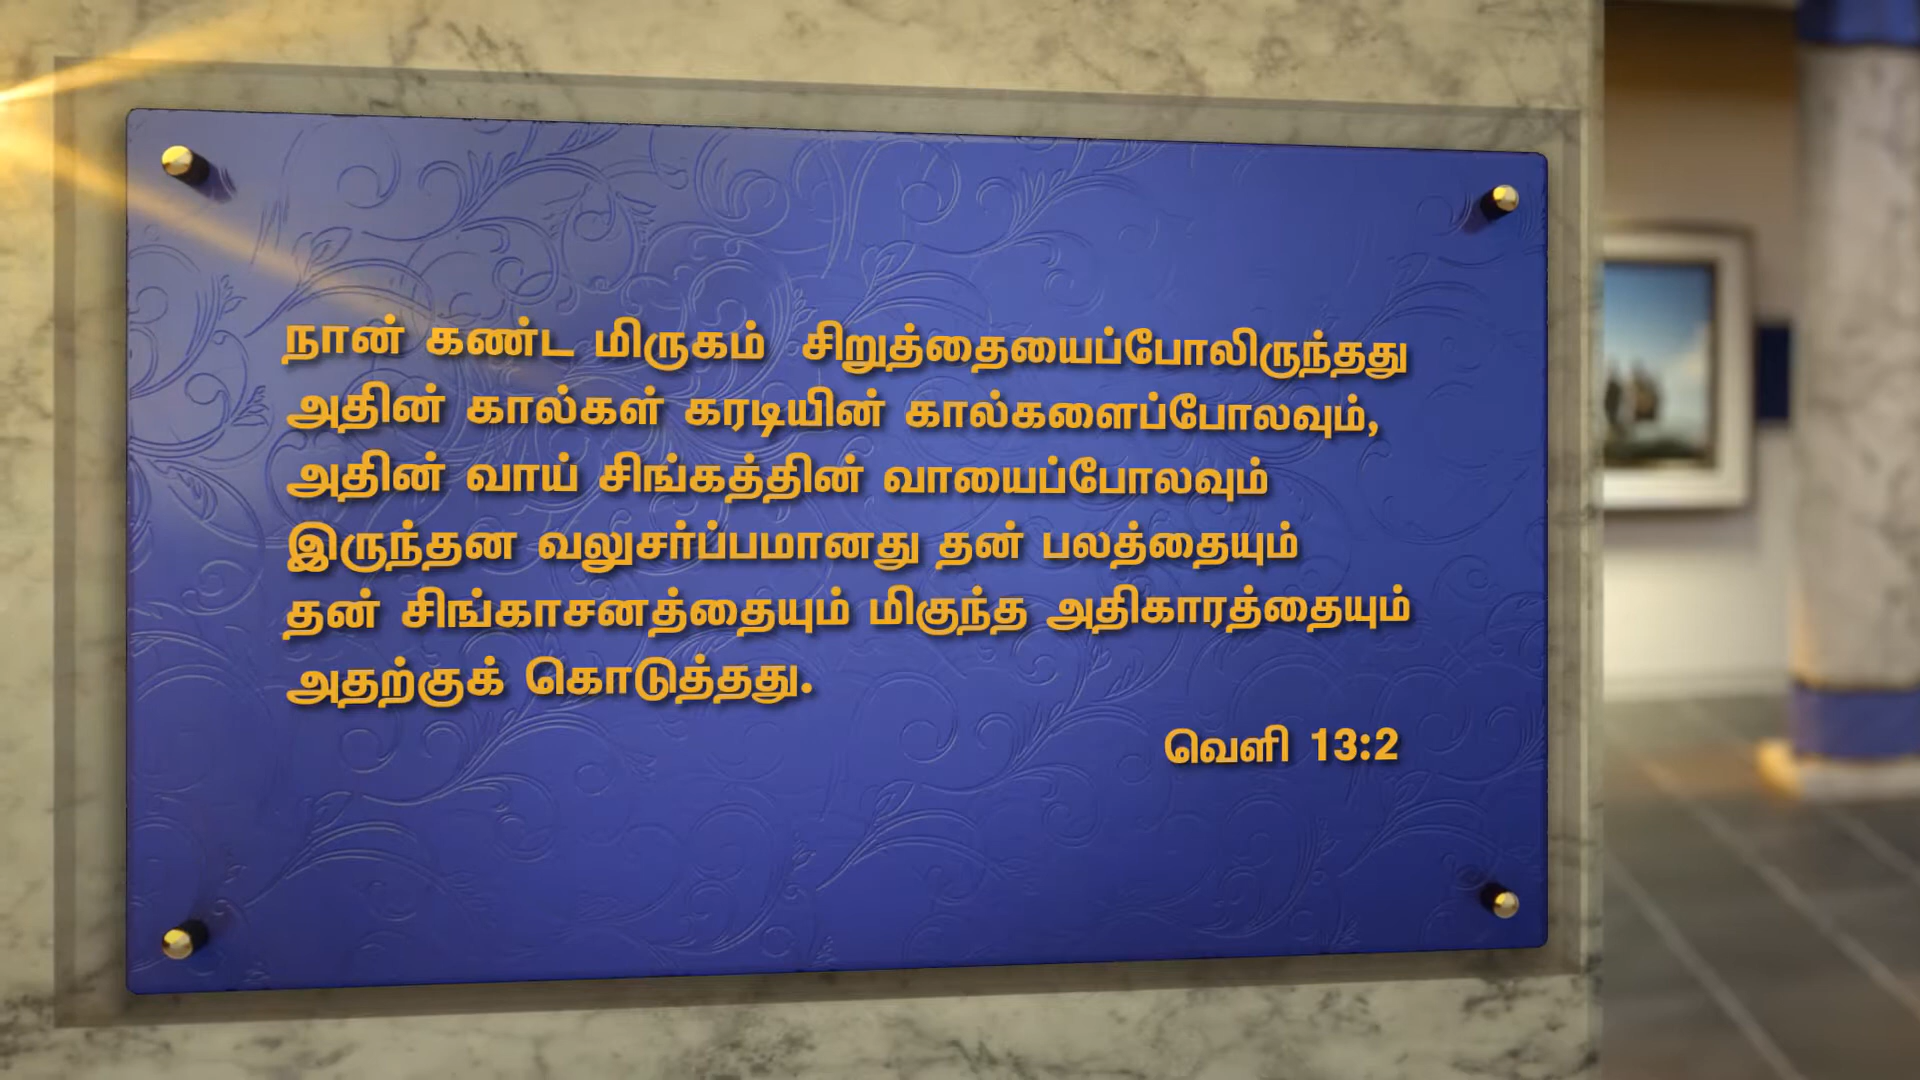 நான் கண்ட மிருகம் சிறுத்தையைப்போலிருந்தது
அதின் கால்கள் கரடியின் கால்களைப்போலவும்,
அதின் வாய் சிங்கத்தின் வாயைப்போலவும்
இருந்தன வலுசர்ப்பமானது தன் பலத்தையும்
தன் சிங்காசனத்தையும் மிகுந்த அதிகாரத்தையும்
அதற்குக் கொடுத்தது.
வெளி 13:2